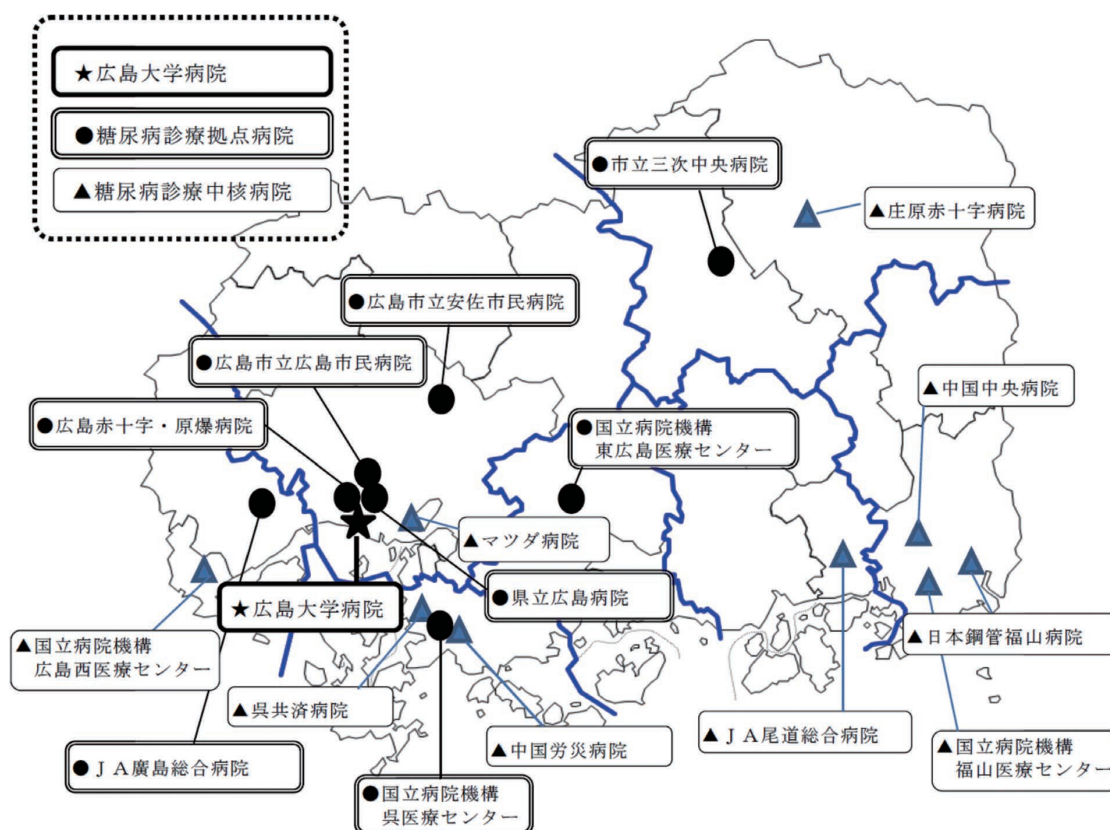 ★広島大学病院
●糖尿病診療拠点病院
▲糖尿病診療中核病院
●市立三次中央病院
▲庄原赤十字病院
●広島市立安佐市民病院
●広島市立広島市民病院
▲中国中央病院
●広島赤十字・原爆病院
●国立病院機構
東広島医療センター
▲マツダ病院
★広島大学病院
●県立広島病院
▲国立病院機構
広島西医療センター
▲日本鋼管福山病院
▲呉共済病院
▲中国労災病院
▲ＪＡ尾道総合病院
▲国立病院機構
福山医療センター
●ＪＡ廣島総合病院
●国立病院機構
呉医療センター